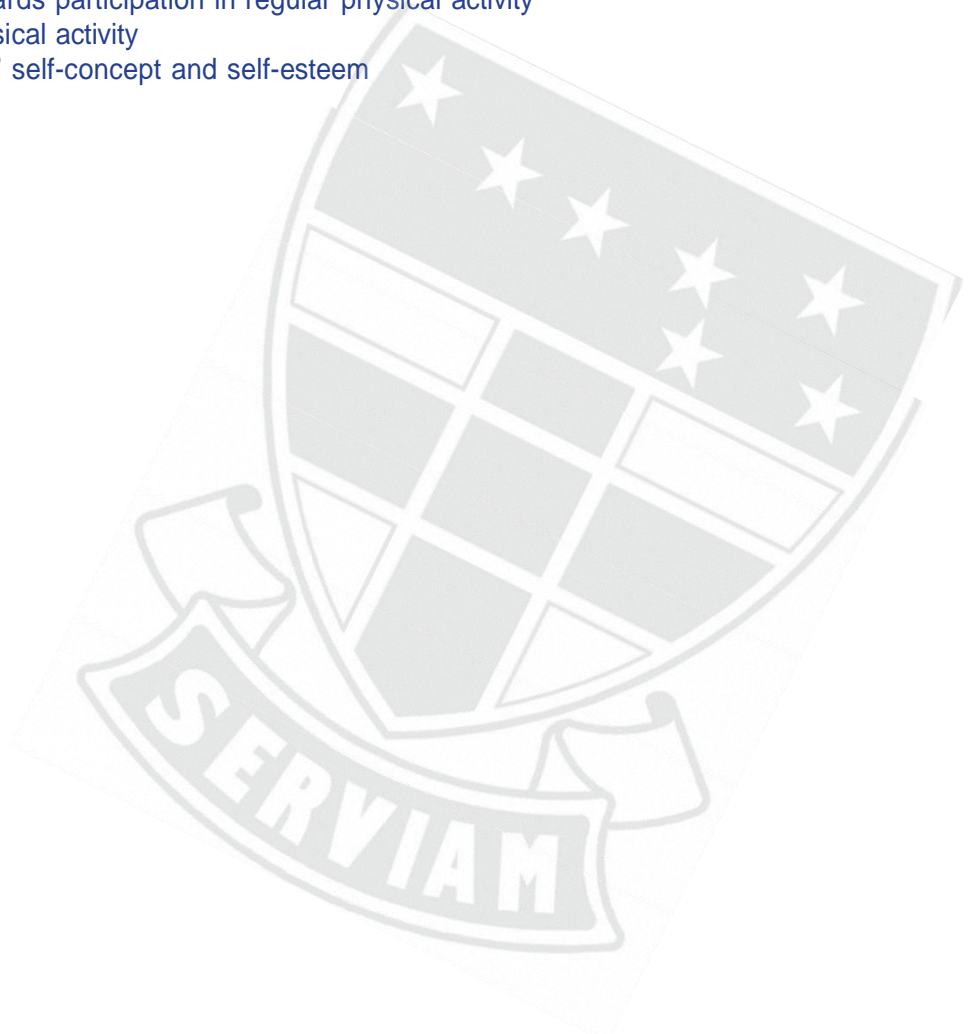 ards participation in regular physical activity
sical activity
' self-concept and self-esteem
SERVIAM